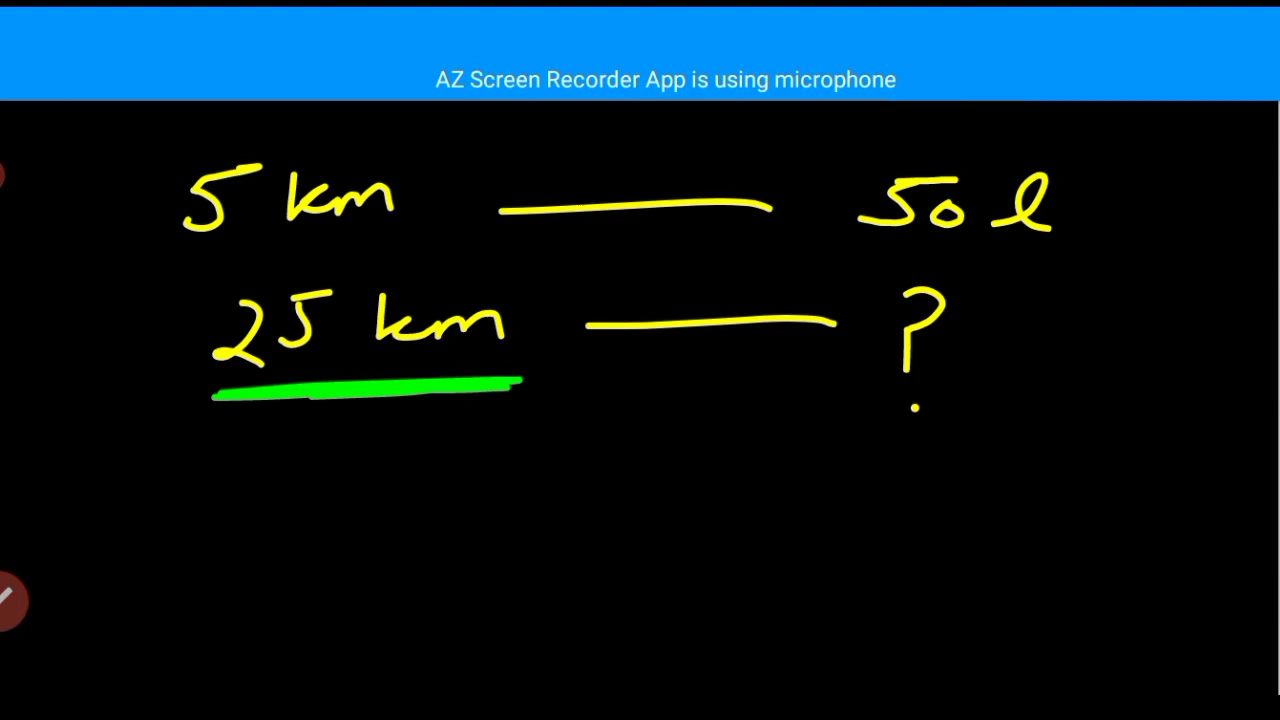 AZ Screen Recorder App is using microphone
5 km — 50 l
25 km — ?